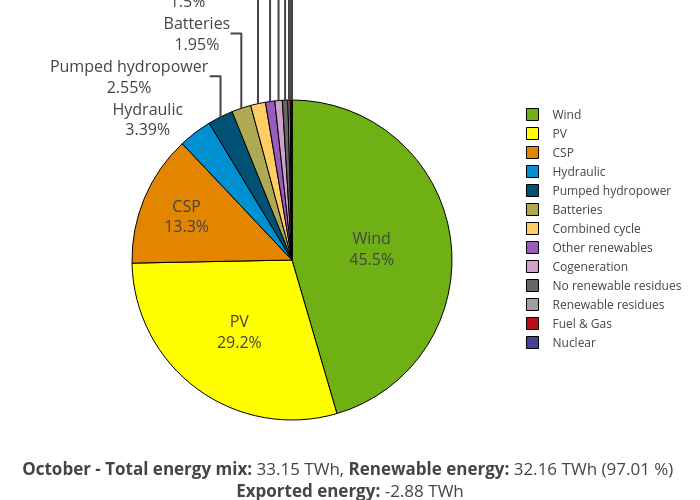 1.5%
Batteries
1.95%
Pumped hydropower
2.55%
Hydraulic
3.39%
CSP
13.3%
Wind
45.5%
PV
29.2%
Wind
PV
CSP
Hydraulic
Pumped hydropower
Batteries
Combined cycle
Other renewables
Cogeneration
No renewable residues
Renewable residues
Fuel & Gas
Nuclear
October - Total energy mix: 33.15 TWh, Renewable energy: 32.16 TWh (97.01 %)
Exported energy: -2.88 TWh